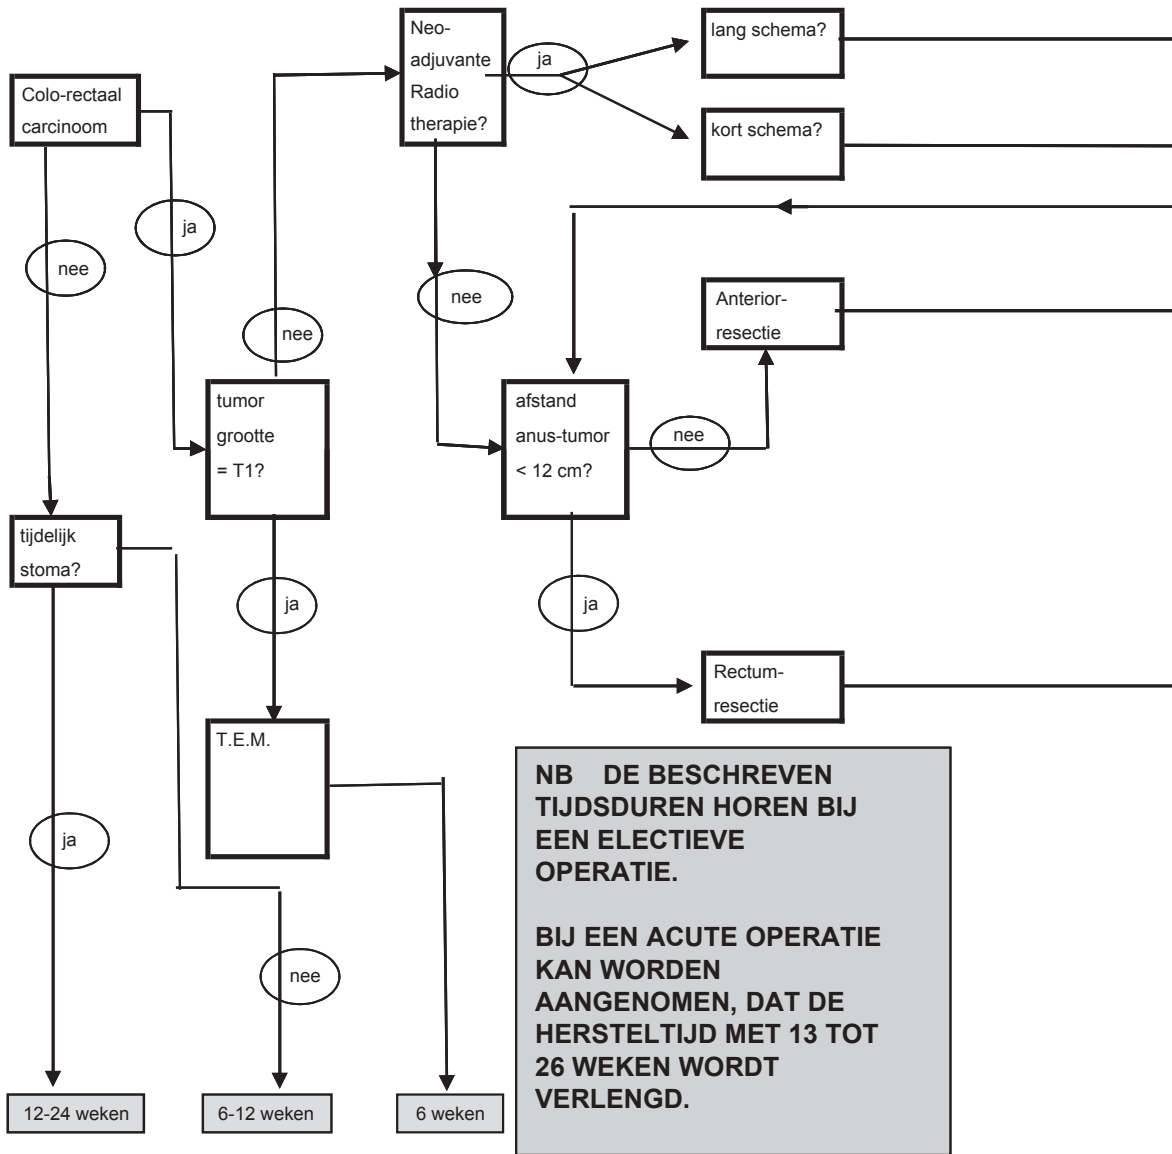 Neo-
adjuvante
Radio
therapie?
ja
lang schema?
Colo-rectaal
carcinoom
kort schema?
ja
nee
nee
nee
Anterior-
resectie
tumor
grootte
= T1?
afstand
anus-tumor
< 12 cm?
nee
tijdelijk
stoma?
ja
ja
Rectum-
resectie
T.E.M.
ja
nee
NB DE BESCHREVEN
TIJDSDUREN HOREN BIJ
EEN ELECTIEVE
OPERATIE.
BIJ EEN ACUTE OPERATIE
KAN WORDEN
AANGENOMEN, DAT DE
HERSTELTIJD MET 13 TOT
26 WEKEN WORDT
VERLENGD.
12-24 weken
6-12 weken
6 weken